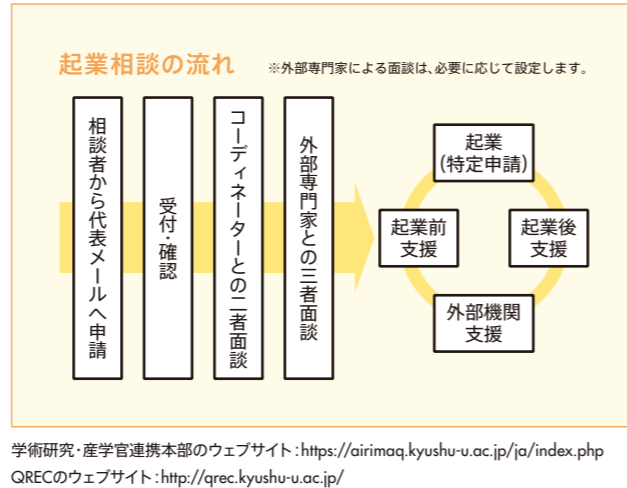 起業相談の流れ
※外部専門家による面談は、必要に応じて設定します。
相談者から代表メールへ申請
受付・確認
コーディネーターとの二者面談
外部専門家との三者面談
起業
(特定申請)
起業前
支援
起業後
支援
外部機関
支援
学術研究・産学官連携本部のウェブサイト:https://airimaq.kyushu-u.ac.jp/ja/index.php
QRECのウェブサイト:http://qrec.kyushu-u.ac.jp/